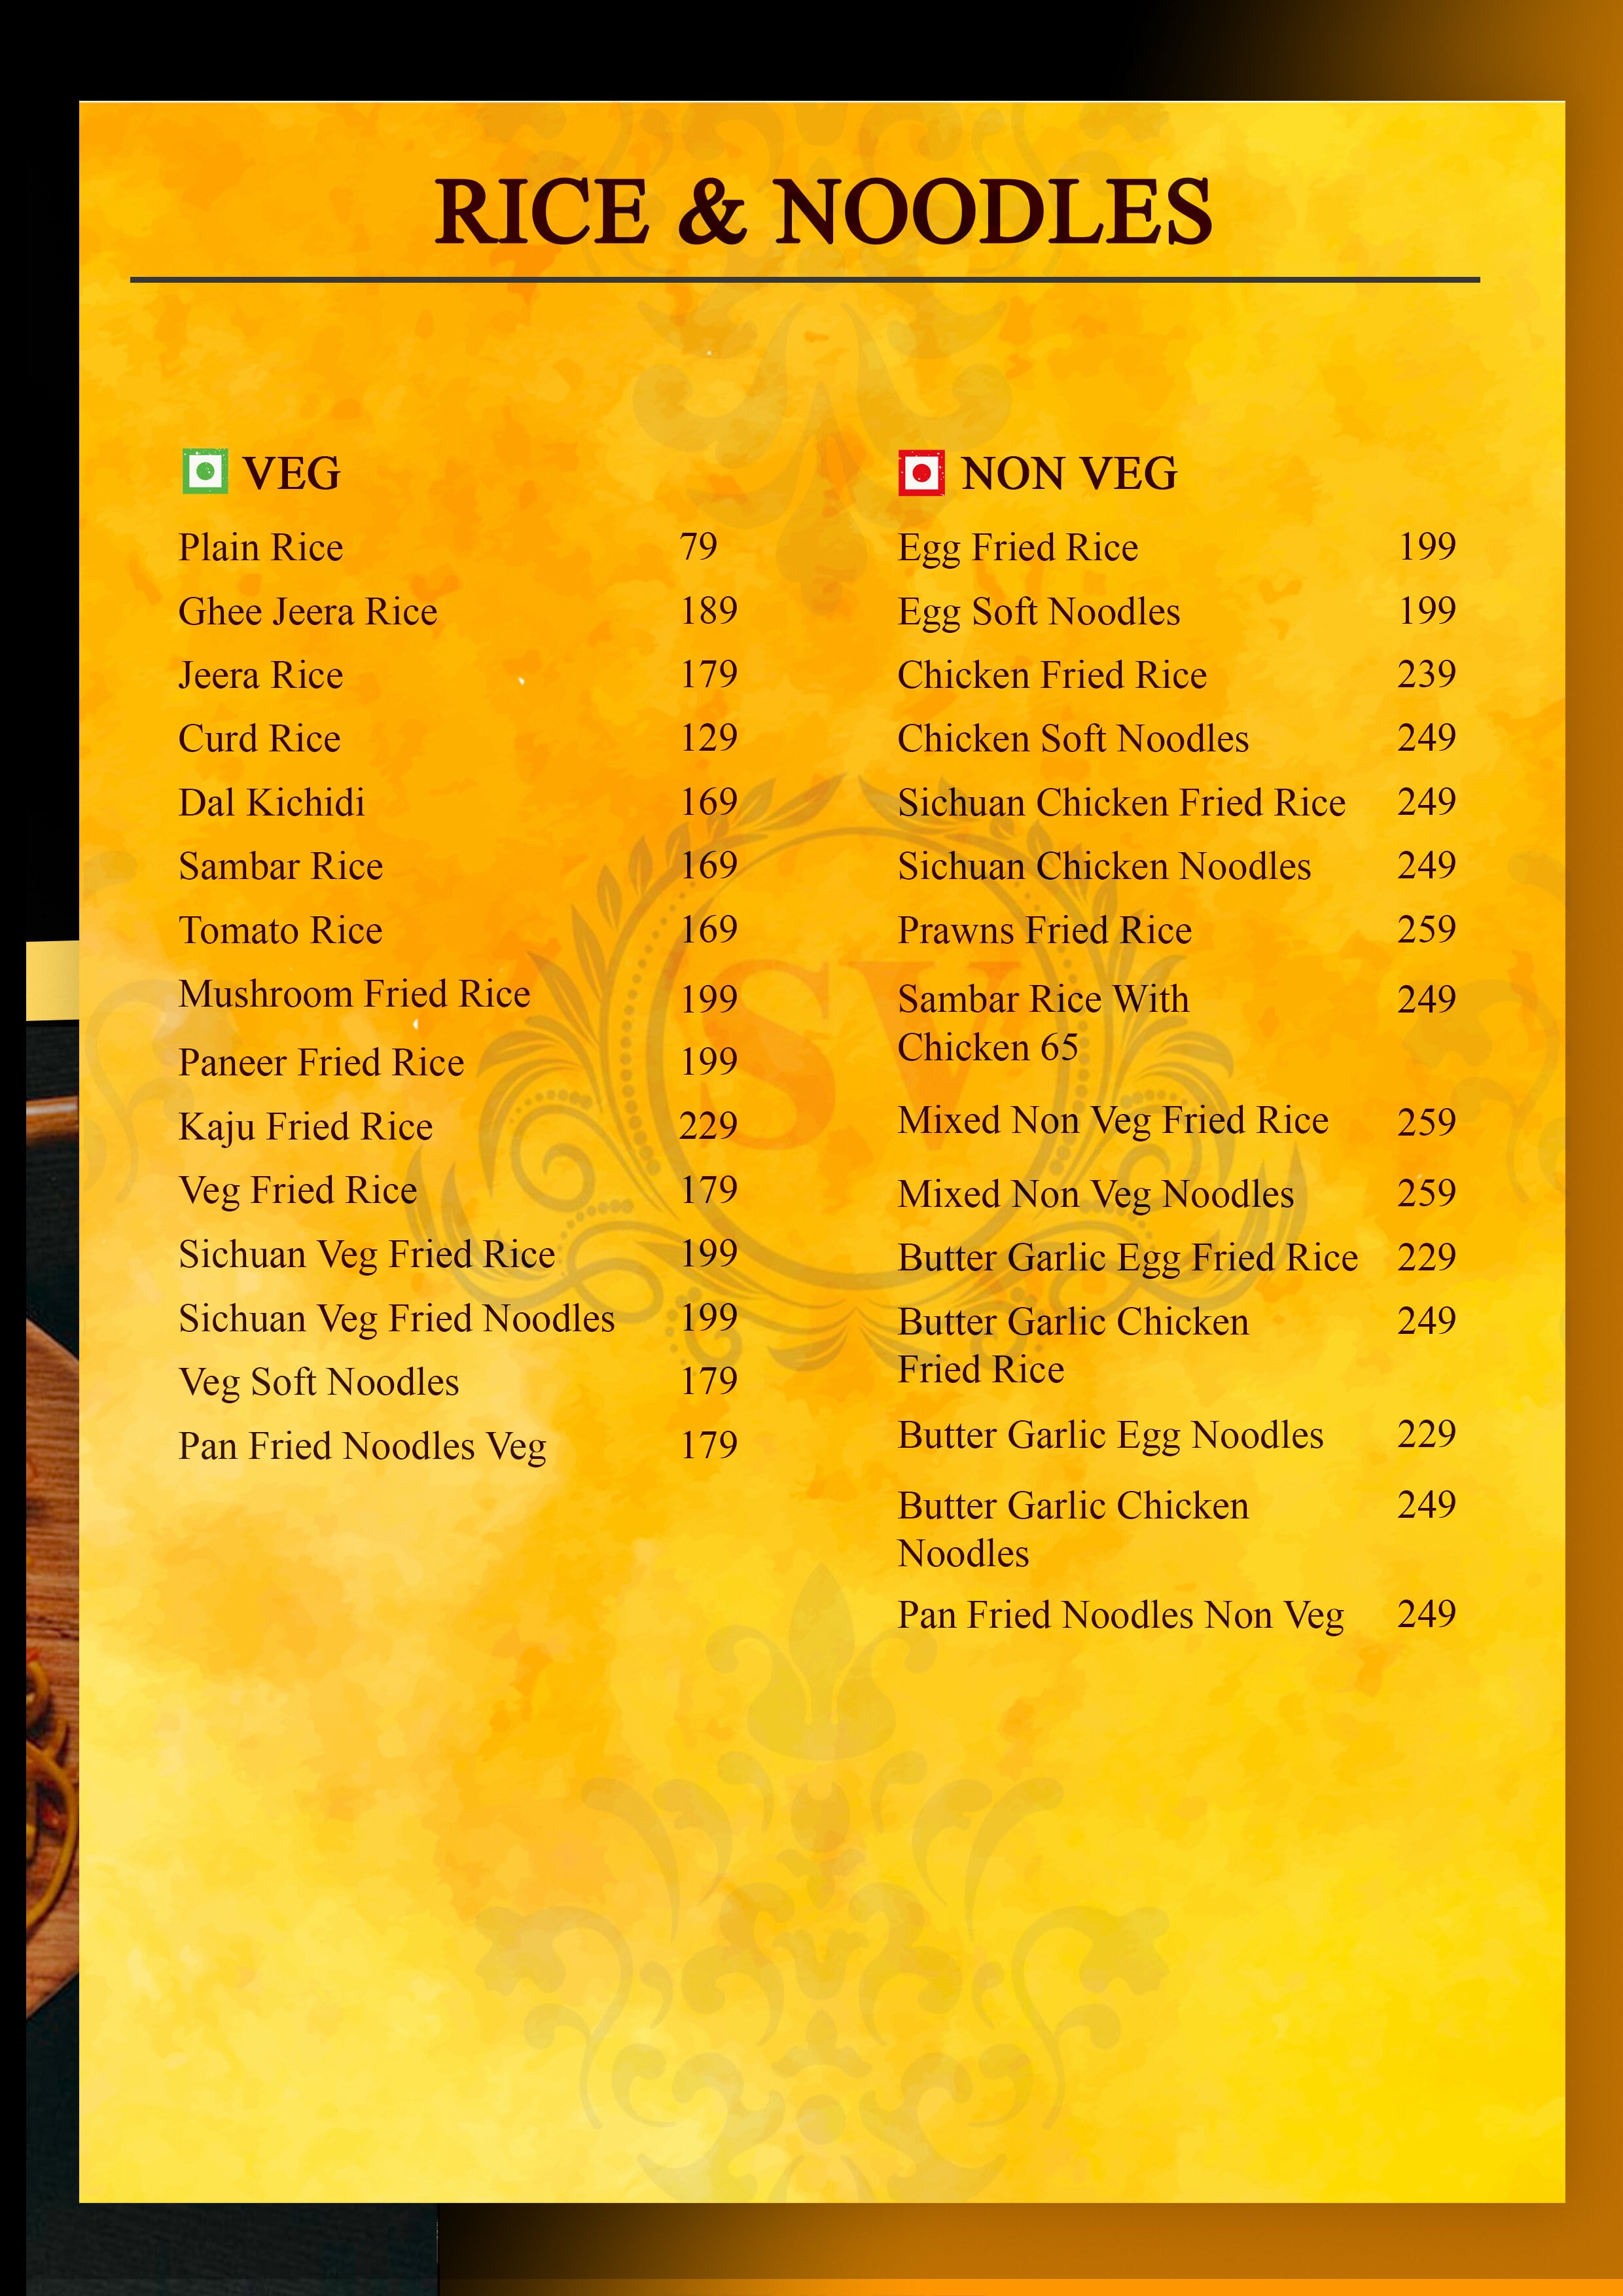 RICE & NOODLES
VEG
Plain Rice 79
Ghee Jeera Rice 189
Jeera Rice 179
Curd Rice 129
Dal Kichidi 169
Sambar Rice 169
Tomato Rice 169
Mushroom Fried Rice 199
Paneer Fried Rice 199
Kaju Fried Rice 229
Veg Fried Rice 179
Sichuan Veg Fried Rice 199
Sichuan Veg Fried Noodles 199
Veg Soft Noodles 179
Pan Fried Noodles Veg 179
NON VEG
Egg Fried Rice 199
Egg Soft Noodles 199
Chicken Fried Rice 239
Chicken Soft Noodles 249
Sichuan Chicken Fried Rice 249
Sichuan Chicken Noodles 249
Prawns Fried Rice 259
Sambar Rice With 249
Chicken 65
Mixed Non Veg Fried Rice 259
Mixed Non Veg Noodles 259
Butter Garlic Egg Fried Rice 229
Butter Garlic Chicken 249
Fried Rice
Butter Garlic Egg Noodles 229
Butter Garlic Chicken 249
Noodles
Pan Fried Noodles Non Veg 249
SV